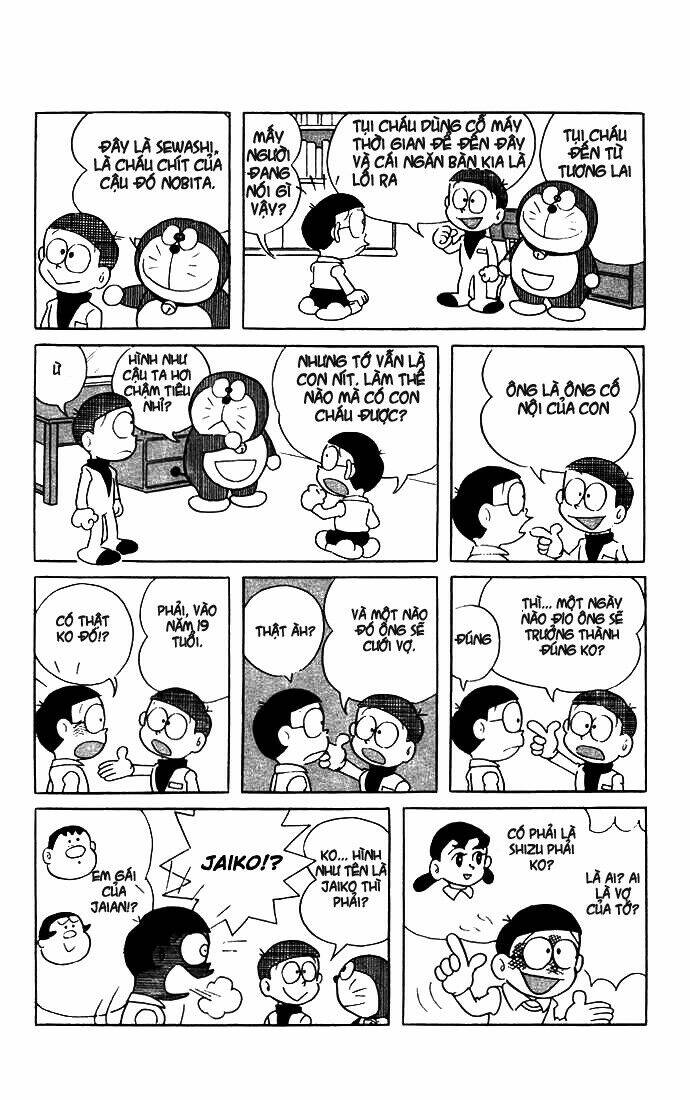 TỤI CHÁU
ĐẾN TỪ
TƯƠNG LAI
TỤI CHÁU DÙNG CỖ MÁY
THỜI GIAN ĐỂ ĐẾN ĐÂY
VÀ CÁI NGĂN BÀN KIA LÀ
LỐI RA
MẤY
NGƯỜI
ĐANG
NÓI GÌ
VẬY?
ĐÂY LÀ SEWASHI,
LÀ CHÁU CHÍT CỦA
CẬU ĐÓ NOBITA.
ÔNG LÀ ÔNG CỐ
NỘI CỦA CON
NHƯNG TỚ VẪN LÀ
CON NÍT. LÀM THẾ
NÀO MÀ CÓ CON
CHÁU ĐƯỢC?
HÌNH NHƯ
CẬU TA HƠI
CHẬM TIÊU
NHỈ?
Ừ
THÌ... MỘT NGÀY
NÀO ĐIO ÔNG SẼ
TRƯỞNG THÀNH
ĐÚNG KO?
ĐÚNG
VÀ MỘT NÀO
ĐÓ ÔNG SẼ
CƯỚI VỢ.
THẬT ÀH?
PHẢI, VÀO
NĂM 19
TUỔI.
CÓ THẬT
KO ĐỐ!?
LÀ AI? AI
LÀ VỢ
CỦA TỚ?
CÓ PHẢI LÀ
SHIZU PHẢI
KO?
KO... HÌNH
NHƯ TÊN LÀ
JAIKO THÌ
PHẢI?
JAIKO!?
EM GÁI
CỦA
JAIAN!?